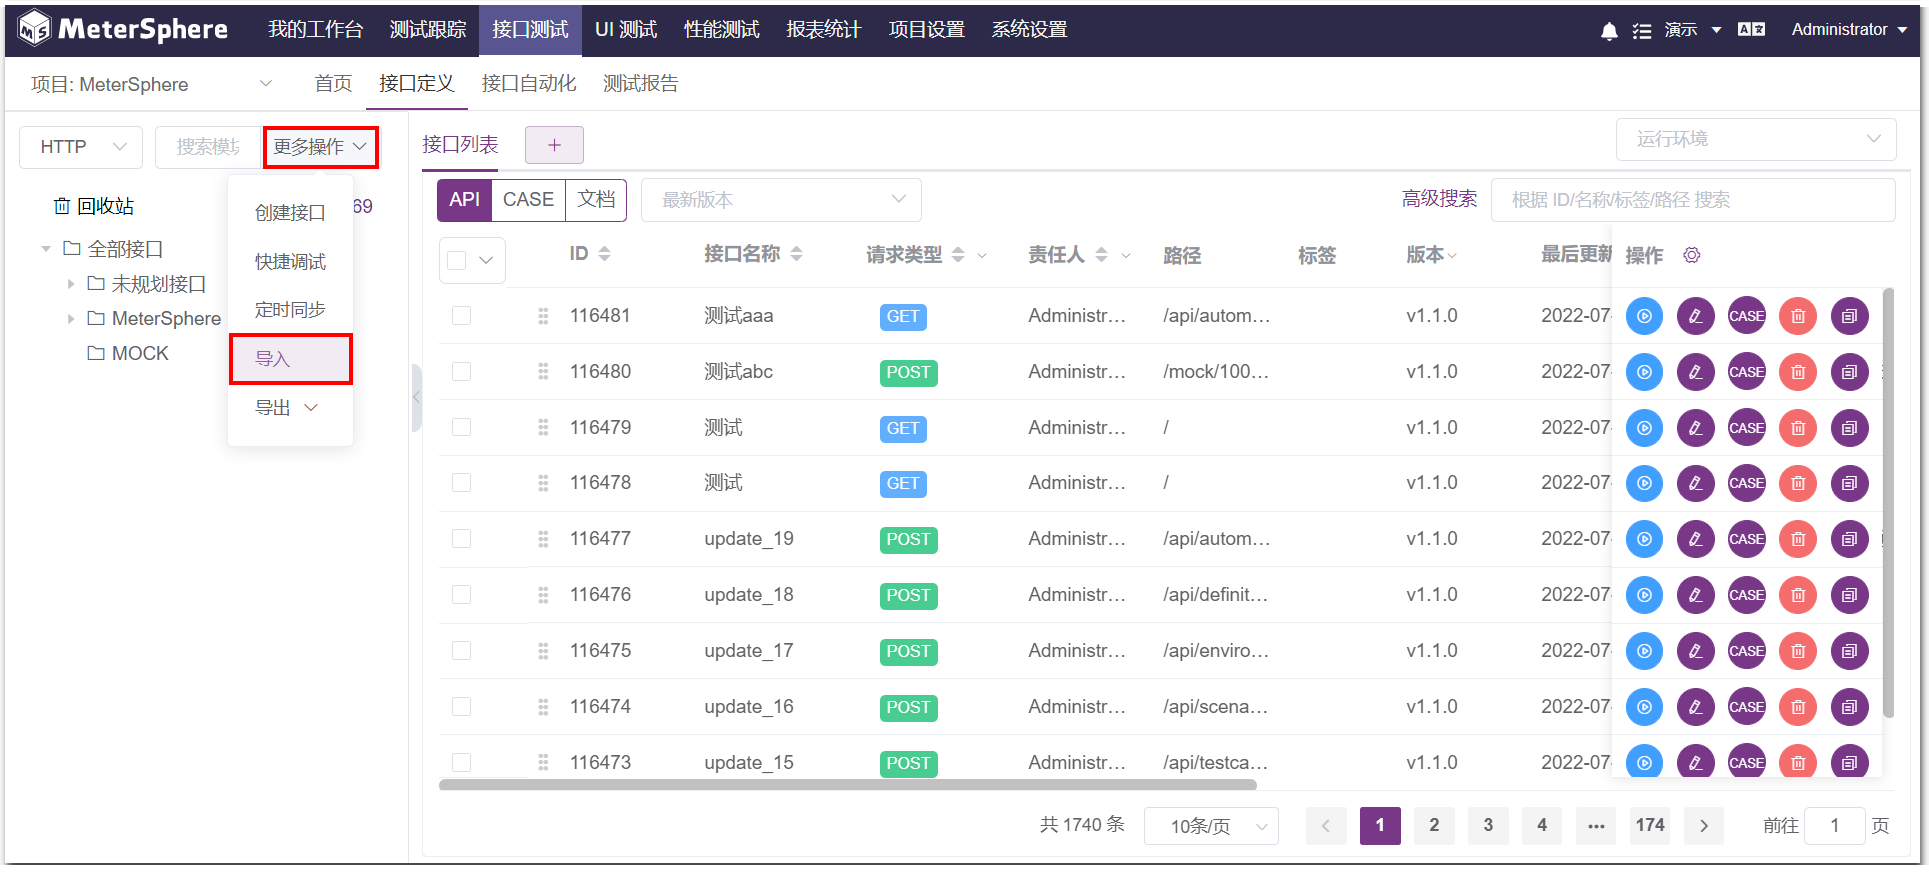 MeterSphere 我的工作台 测试跟踪 接口测试 UI 测试 性能测试 报表统计 项目设置 系统设置 演示 Administrator
项目: MeterSphere 首页 接口定义 接口自动化 测试报告
HTTP 搜索模块 更多操作 接口列表 + 运行环境
API CASE 文档 最新版本 高级搜索 根据 ID/名称/标签/路径 搜索
回收站 69
全部接口
未规划接口
MeterSphere
MOCK
创建接口
快捷调试
定时同步
导入
导出
ID 接口名称 请求类型 责任人 路径 标签 版本 最后更新 操作
116481 测试aaa GET Administr... /api/autom... v1.1.0 2022-07 CASE
116480 测试abc POST Administr... /mock/100... v1.1.0 2022-07 CASE
116479 测试 GET Administr... / v1.1.0 2022-07 CASE
116478 测试 GET Administr... / v1.1.0 2022-07 CASE
116477 update_19 POST Administr... /api/autom... v1.1.0 2022-07 CASE
116476 update_18 POST Administr... /api/definit... v1.1.0 2022-07 CASE
116475 update_17 POST Administr... /api/enviro... v1.1.0 2022-07 CASE
116474 update_16 POST Administr... /api/scena... v1.1.0 2022-07 CASE
116473 update_15 POST Administr... /api/testca... v1.1.0 2022-07 CASE
共 1740 条 10条/页 1 2 3 4 ... 174 前往 1 页